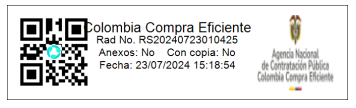 Colombia Compra Eficiente
Rad No. RS20240723010425
Anexos: No Con copia: No
Fecha: 23/07/2024 15:18:54
Agencia Nacional
de Contratación Pública
Colombia Compra Eficiente